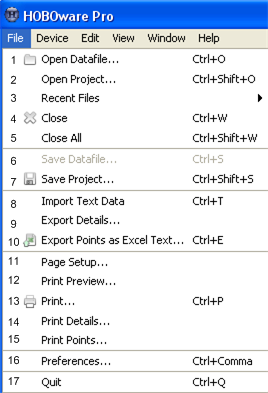 HOBOware Pro
File Device Edit View Window Help
1 Open Datafile... Ctrl+O
2 Open Project... Ctrl+Shift+O
3 Recent Files
4 Close Ctrl+W
5 Close All Ctrl+Shift+W
6 Save Datafile... Ctrl+S
7 Save Project... Ctrl+Shift+S
8 Import Text Data Ctrl+T
9 Export Details...
10 Export Points as Excel Text... Ctrl+E
11 Page Setup...
12 Print Preview...
13 Print... Ctrl+P
14 Print Details...
15 Print Points...
16 Preferences... Ctrl+Comma
17 Quit Ctrl+Q